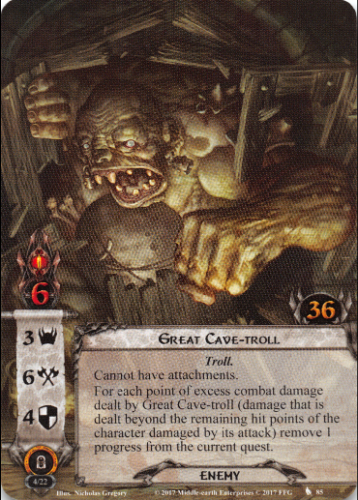 6
36
GREAT CAVE-TROLL
3
6
4
Troll.
Cannot have attachments.
For each point of excess combat damage
dealt by Great Cave-troll (damage that is
dealt beyond the remaining hit points of the
character damaged by its attack) remove 1
progress from the current quest.
ENEMY
4/22
Illus. Nicholas Gregory
© 2017 Middle-earth Enterprises © 2017 FFG
85